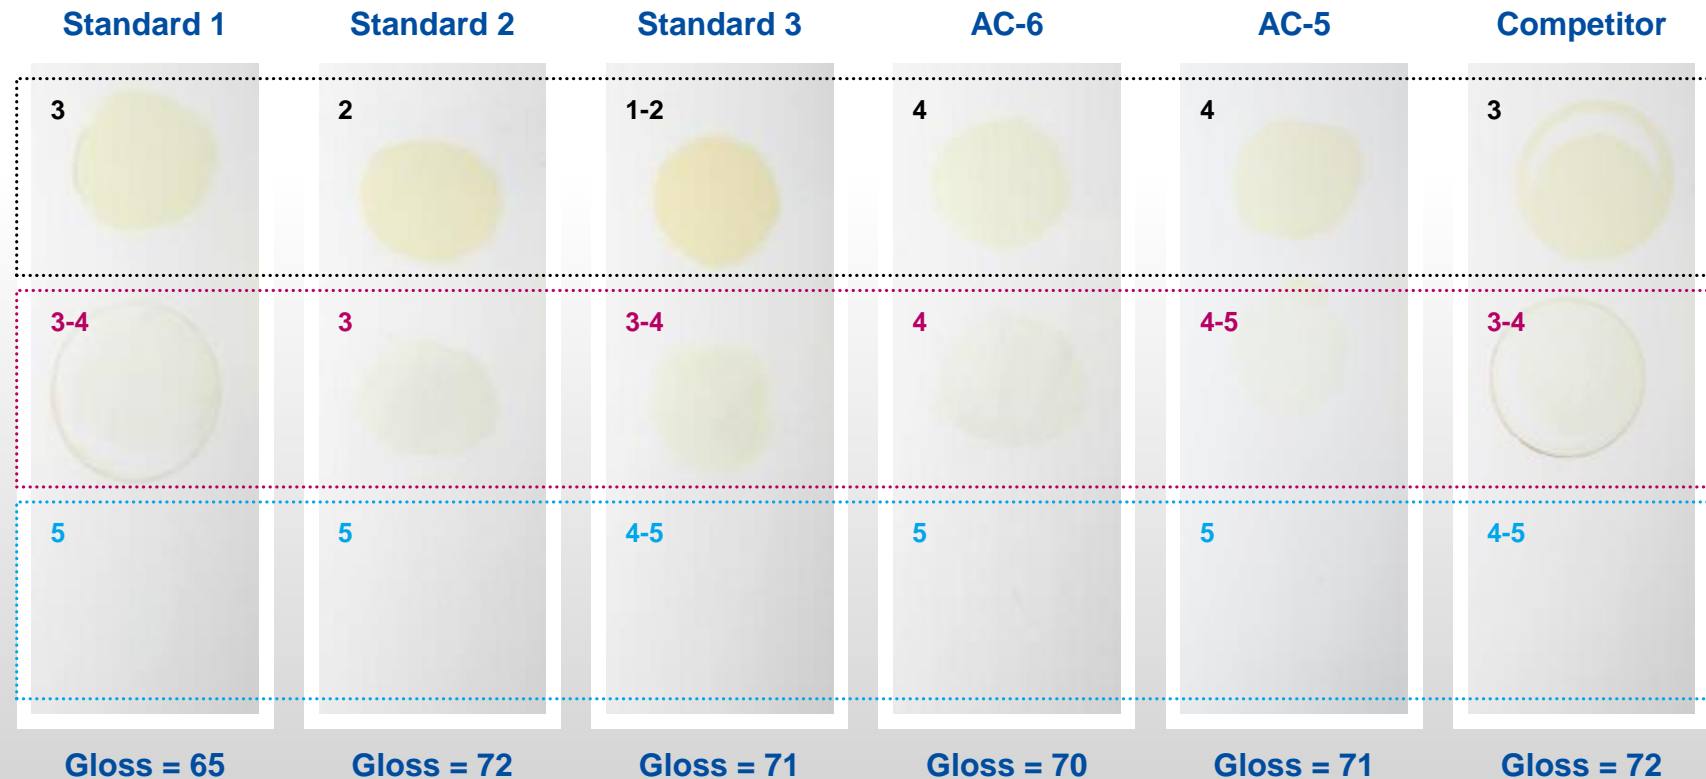 Standard 1 Standard 2 Standard 3 AC-6 AC-5 Competitor
3 2 1-2 4 4 3
3-4 3 3-4 4 4-5 3-4
5 5 4-5 5 5 4-5
Gloss = 65 Gloss = 72 Gloss = 71 Gloss = 70 Gloss = 71 Gloss = 72